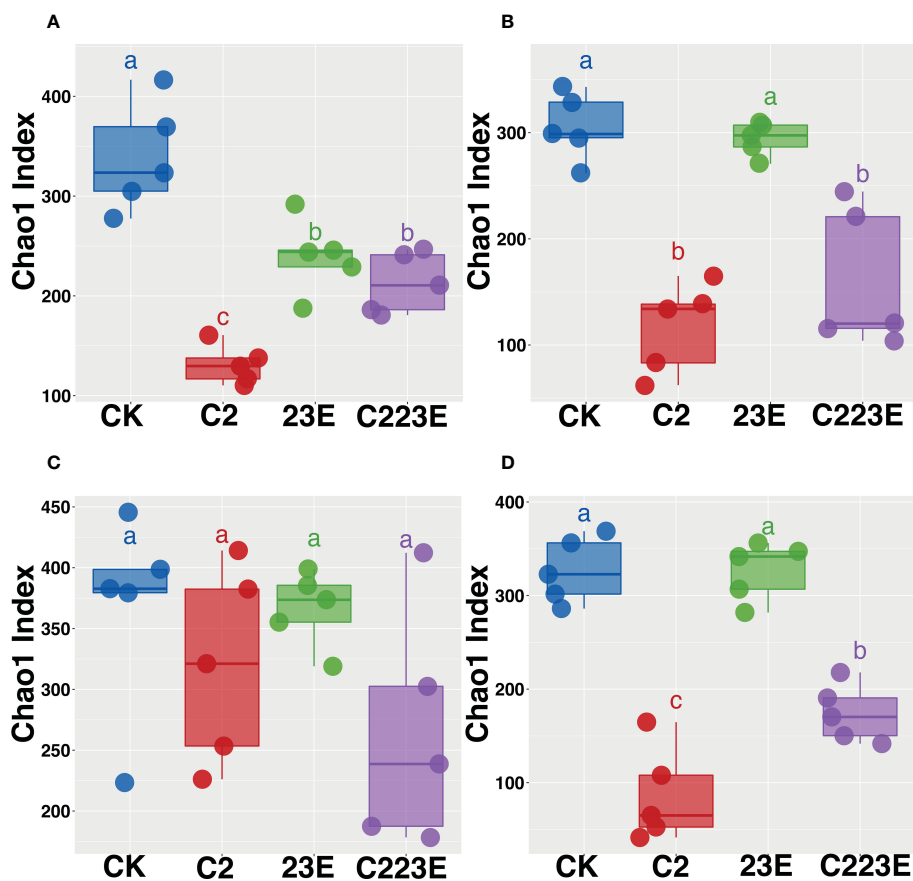 A
B
Chao1 Index
400
300
200
100
a
c
b
b
CK
C2
23E
C223E
Chao1 Index
300
200
100
a
b
a
b
CK
C2
23E
C223E
C
D
Chao1 Index
450
400
350
300
250
200
a
a
a
a
CK
C2
23E
C223E
Chao1 Index
400
300
200
100
a
c
a
b
CK
C2
23E
C223E